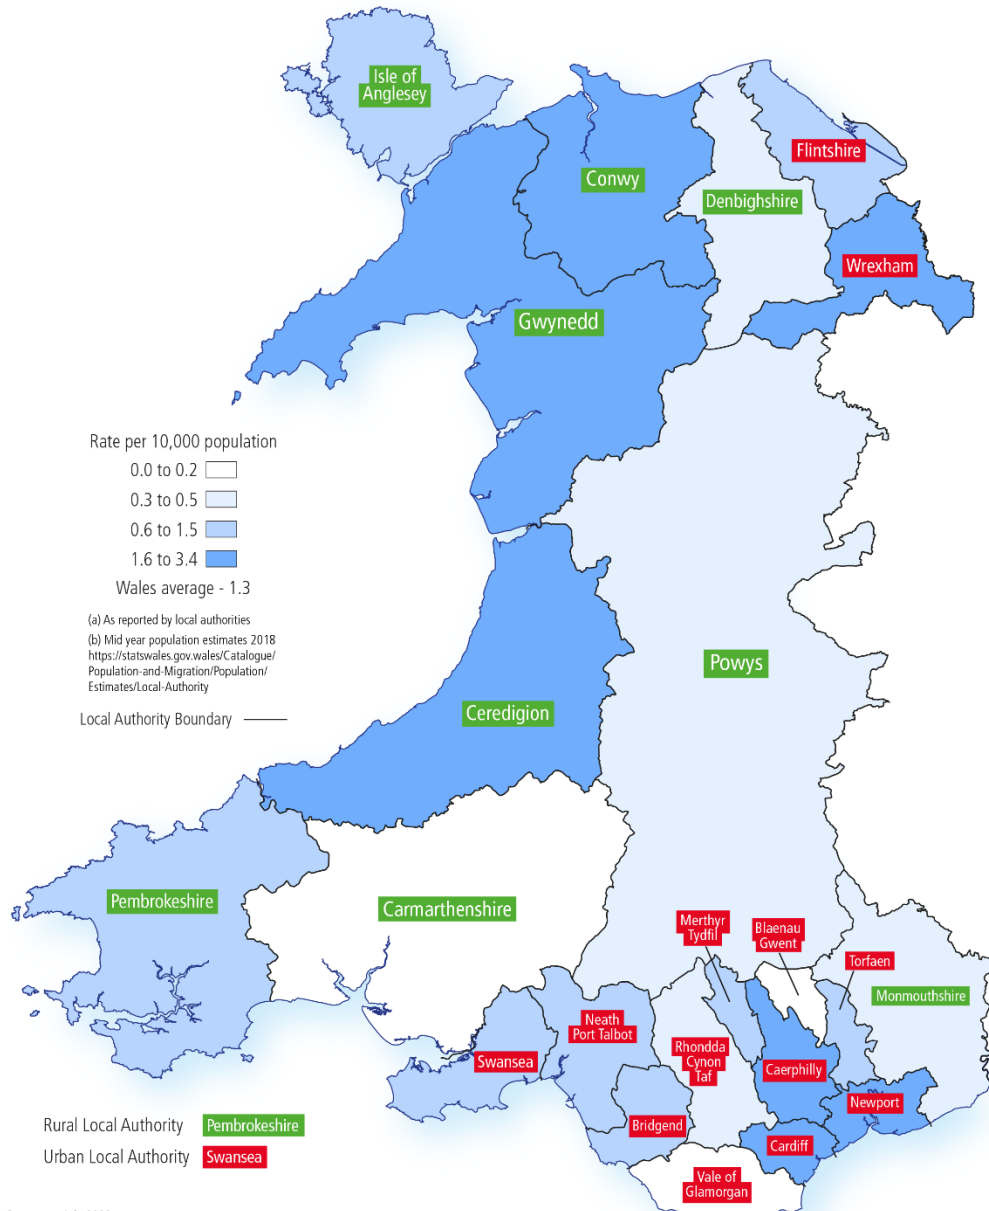 Isle of
Anglesey
Flintshire
Conwy
Denbighshire
Wrexham
Gwynedd
Rate per 10,000 population
0.0 to 0.2
0.3 to 0.5
0.6 to 1.5
1.6 to 3.4
Wales average - 1.3
(a) As reported by local authorities
(b) Mid year population estimates 2018
https://statswales.gov.wales/Catalogue/
Population-and-Migration/Population/
Estimates/Local-Authority
Local Authority Boundary
Powys
Ceredigion
Pembrokeshire
Carmarthenshire
Merthyr
Tydfil
Blaenau
Gwent
Torfaen
Monmouthshire
Neath
Port Talbot
Rhondda
Cynon
Taf
Swansea
Caerphilly
Newport
Bridgend
Cardiff
Rural Local Authority Pembrokeshire
Urban Local Authority Swansea
Vale of
Glamorgan